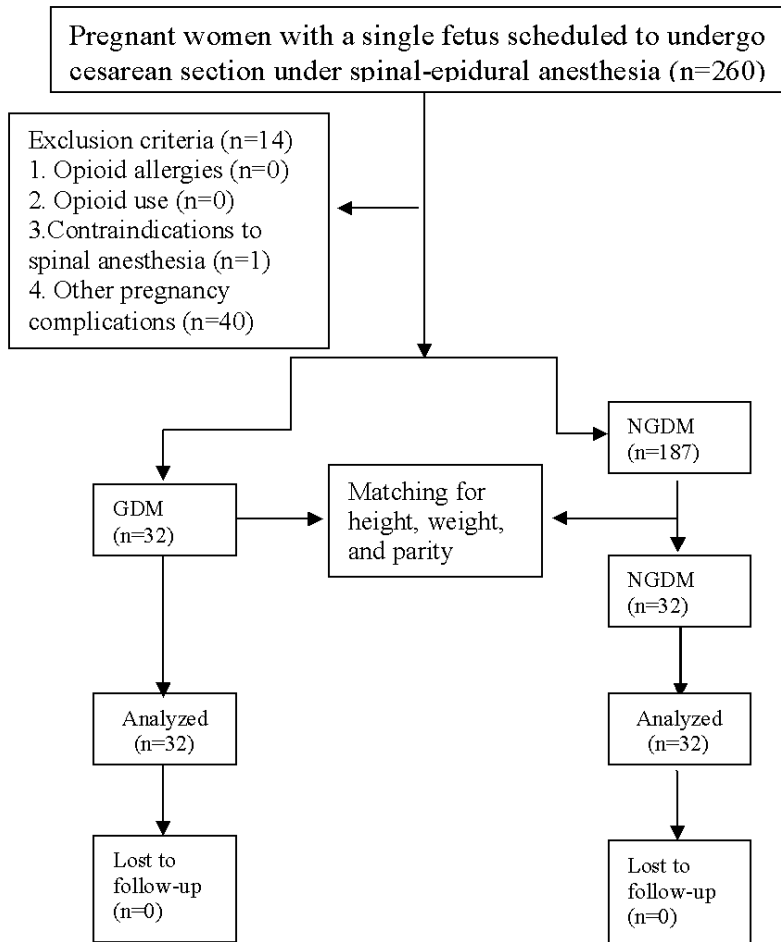 Pregnant women with a single fetus scheduled to undergo
cesarean section under spinal-epidural anesthesia (n=260)
Exclusion criteria (n=14)
1. Opioid allergies (n=0)
2. Opioid use (n=0)
3.Contraindications to
spinal anesthesia (n=1)
4. Other pregnancy
complications (n=40)
NGDM
(n=187)
GDM
(n=32)
Matching for
height, weight,
and parity
NGDM
(n=32)
Analyzed
(n=32)
Analyzed
(n=32)
Lost to
follow-up
(n=0)
Lost to
follow-up
(n=0)